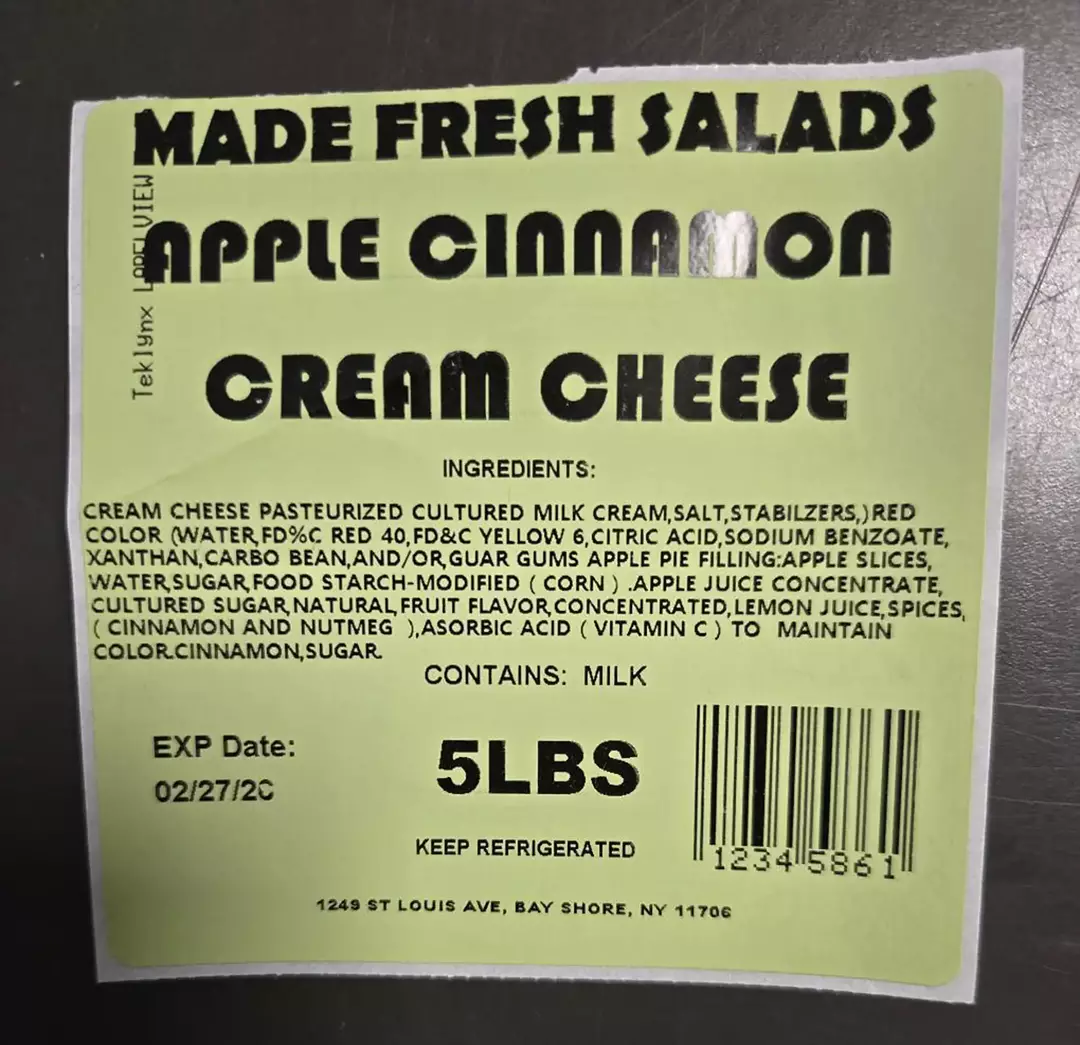 MADE FRESH SALADS
Teklynx LABELVIEW
APPLE CINNAMON
CREAM CHEESE
INGREDIENTS:
CREAM CHEESE PASTEURIZED CULTURED MILK CREAM,SALT,STABILZERS,)RED
COLOR (WATER,FD%C RED 40,FD&C YELLOW 6,CITRIC ACID,SODIUM BENZOATE,
XANTHAN,CARBO BEAN,AND/OR,GUAR GUMS APPLE PIE FILLING:APPLE SLICES,
WATER,SUGAR,FOOD STARCH-MODIFIED ( CORN ) .APPLE JUICE CONCENTRATE,
CULTURED SUGAR,NATURAL,FRUIT FLAVOR,CONCENTRATED,LEMON JUICE,SPICES,
( CINNAMON AND NUTMEG ),ASORBIC ACID ( VITAMIN C ) TO MAINTAIN
COLOR.CINNAMON,SUGAR.
CONTAINS: MILK
EXP Date:
5LBS
KEEP REFRIGERATED
12345861
1249 ST LOUIS AVE, BAY SHORE, NY 11706